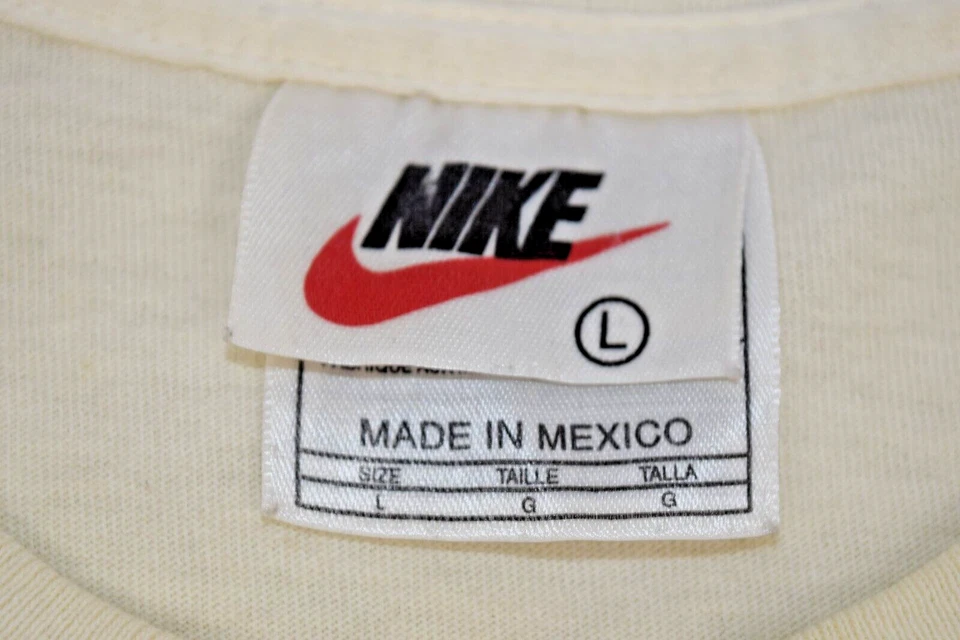 NIKE
L
MADE IN MEXICO
SIZE TAILLE TALLA
L G G